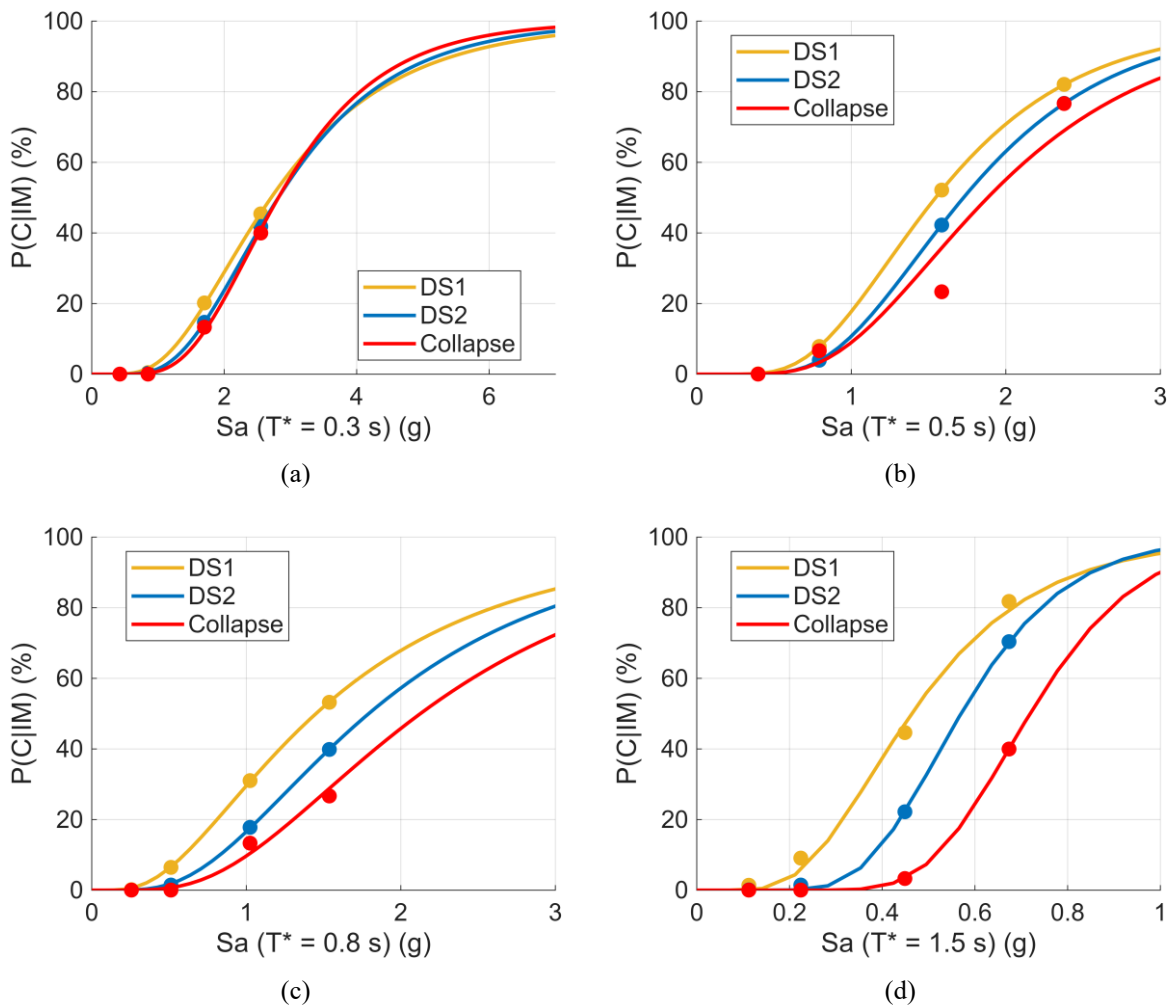 100
80
60
40
20
0
P(C|IM) (%)
DS1
DS2
Collapse
0 2 4 6
Sa (T* = 0.3 s) (g)
(a)
100
80
60
40
20
0
P(C|IM) (%)
DS1
DS2
Collapse
0 1 2 3
Sa (T* = 0.5 s) (g)
(b)
100
80
60
40
20
0
P(C|IM) (%)
DS1
DS2
Collapse
0 1 2 3
Sa (T* = 0.8 s) (g)
(c)
100
80
60
40
20
0
P(C|IM) (%)
DS1
DS2
Collapse
0 0.2 0.4 0.6 0.8 1
Sa (T* = 1.5 s) (g)
(d)